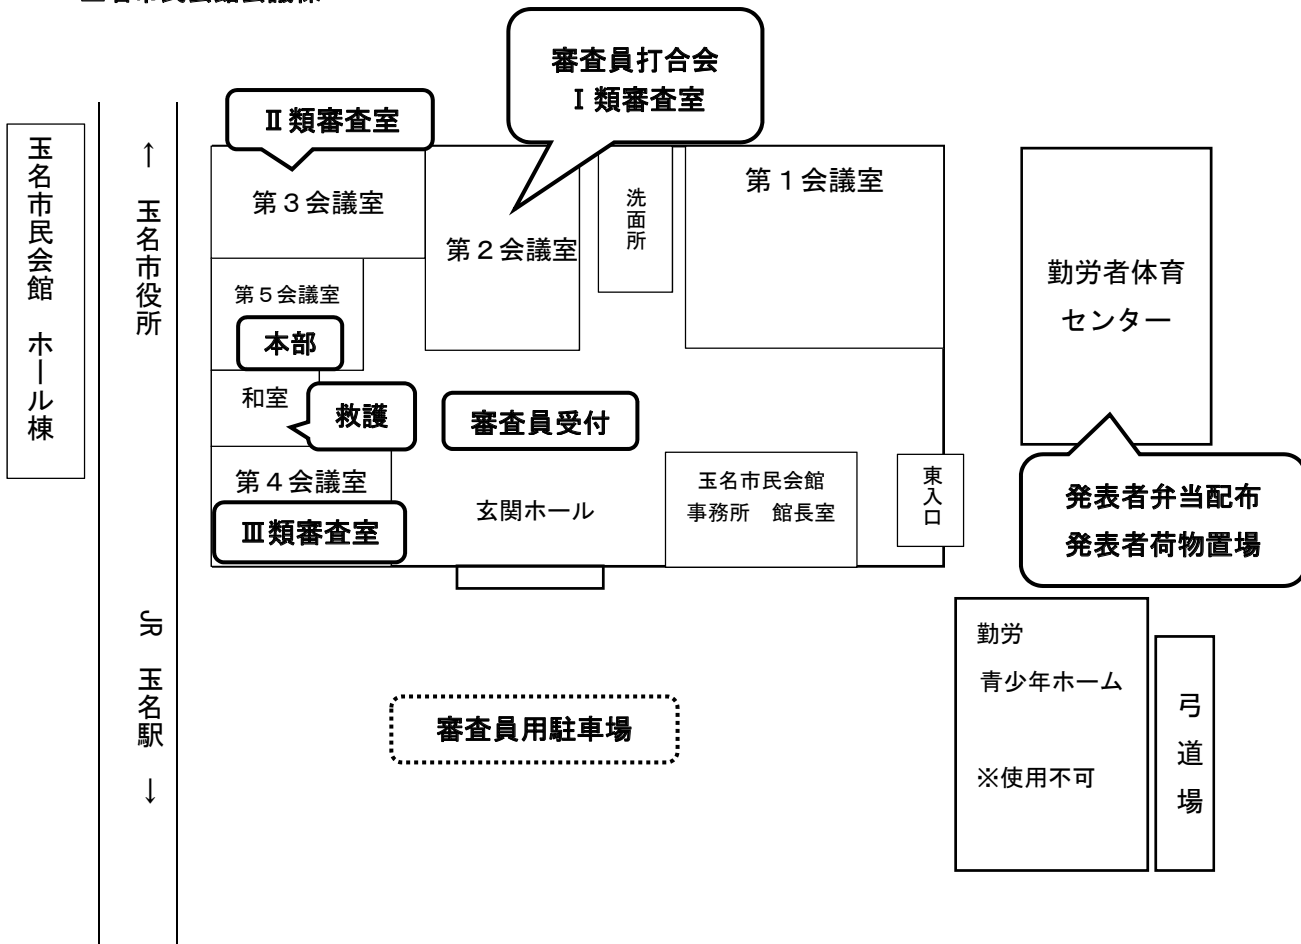 審査員打合会
Ⅰ類審査室
Ⅱ類審査室
玉名市民会館 ホール棟
↑ 玉名市役所
第３会議室
第２会議室
洗面所
第１会議室
勤労者体育
センター
第５会議室
本部
和室
救護
審査員受付
第４会議室
Ⅲ類審査室
玄関ホール
玉名市民会館
事務所 館長室
東入口
発表者弁当配布
発表者荷物置場
JR 玉名駅 ↓
審査員用駐車場
勤労
青少年ホーム
※使用不可
弓道場